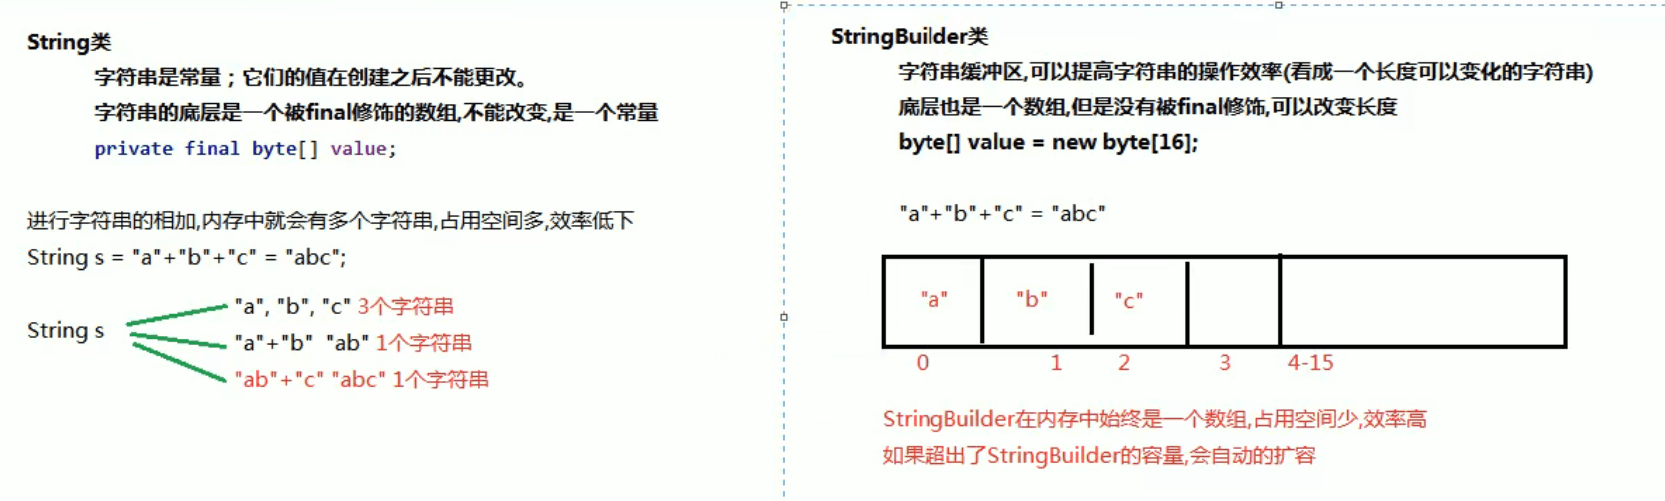 String类
字符串是常量；它们的值在创建之后不能更改。
字符串的底层是一个被final修饰的数组,不能改变,是一个常量
private final byte[] value;
进行字符串的相加,内存中就会有多个字符串,占用空间多,效率低下
String s = "a"+"b"+"c" = "abc";
String s
"a", "b", "c" 3个字符串
"a"+"b" "ab" 1个字符串
"ab"+"c" "abc" 1个字符串
StringBuilder类
字符串缓冲区,可以提高字符串的操作效率(看成一个长度可以变化的字符串)
底层也是一个数组,但是没有被final修饰,可以改变长度
byte[] value = new byte[16];
"a"+"b"+"c" = "abc"
"a" "b" "c"
0 1 2 3 4-15
StringBuilder在内存中始终是一个数组,占用空间少,效率高
如果超出了StringBuilder的容量,会自动的扩容